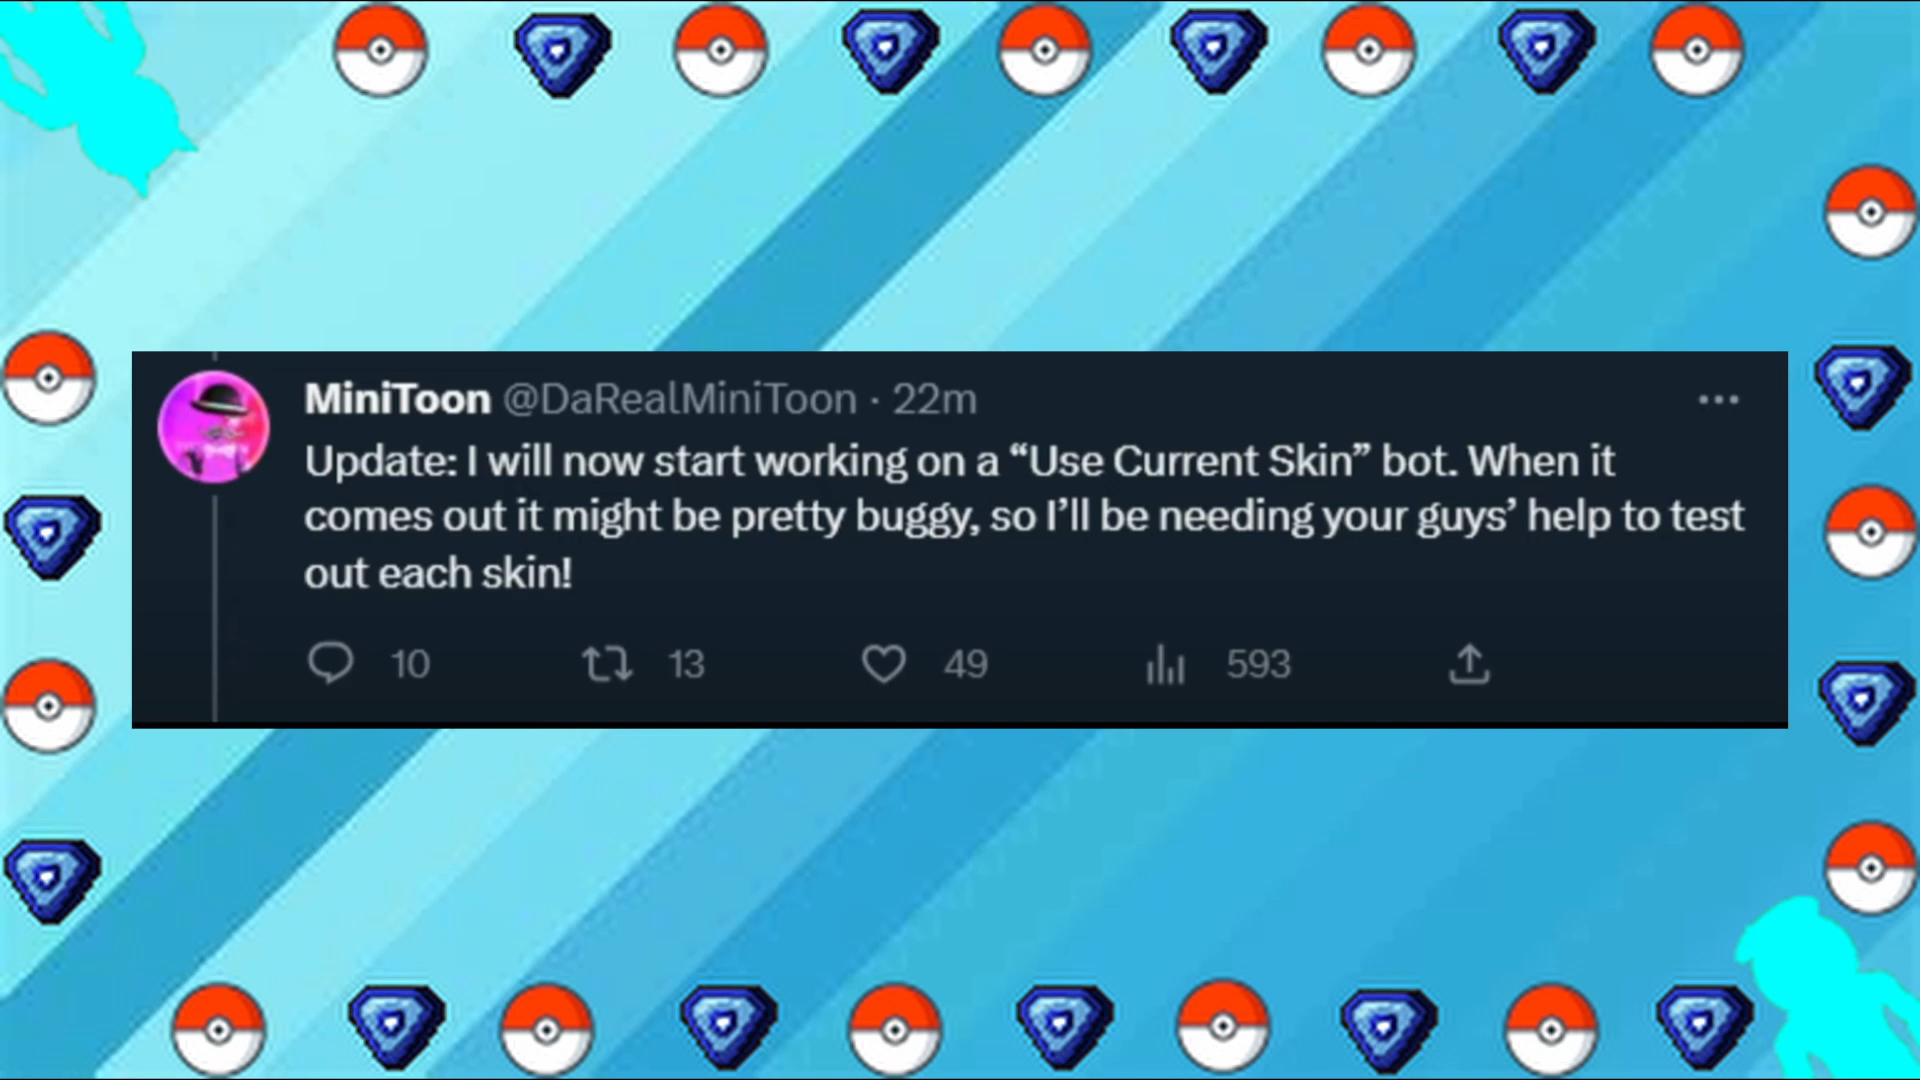 MiniToon @DaRealMiniToon · 22m
Update: I will now start working on a “Use Current Skin” bot. When it
comes out it might be pretty buggy, so I’ll be needing your guys’ help to test
out each skin!
10 13 49 593